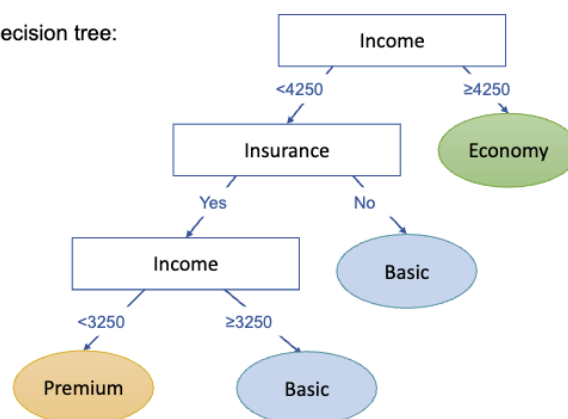 ecision tree:
Income
<4250
≥4250
Insurance
Economy
Yes
No
Income
Basic
<3250
≥3250
Premium
Basic